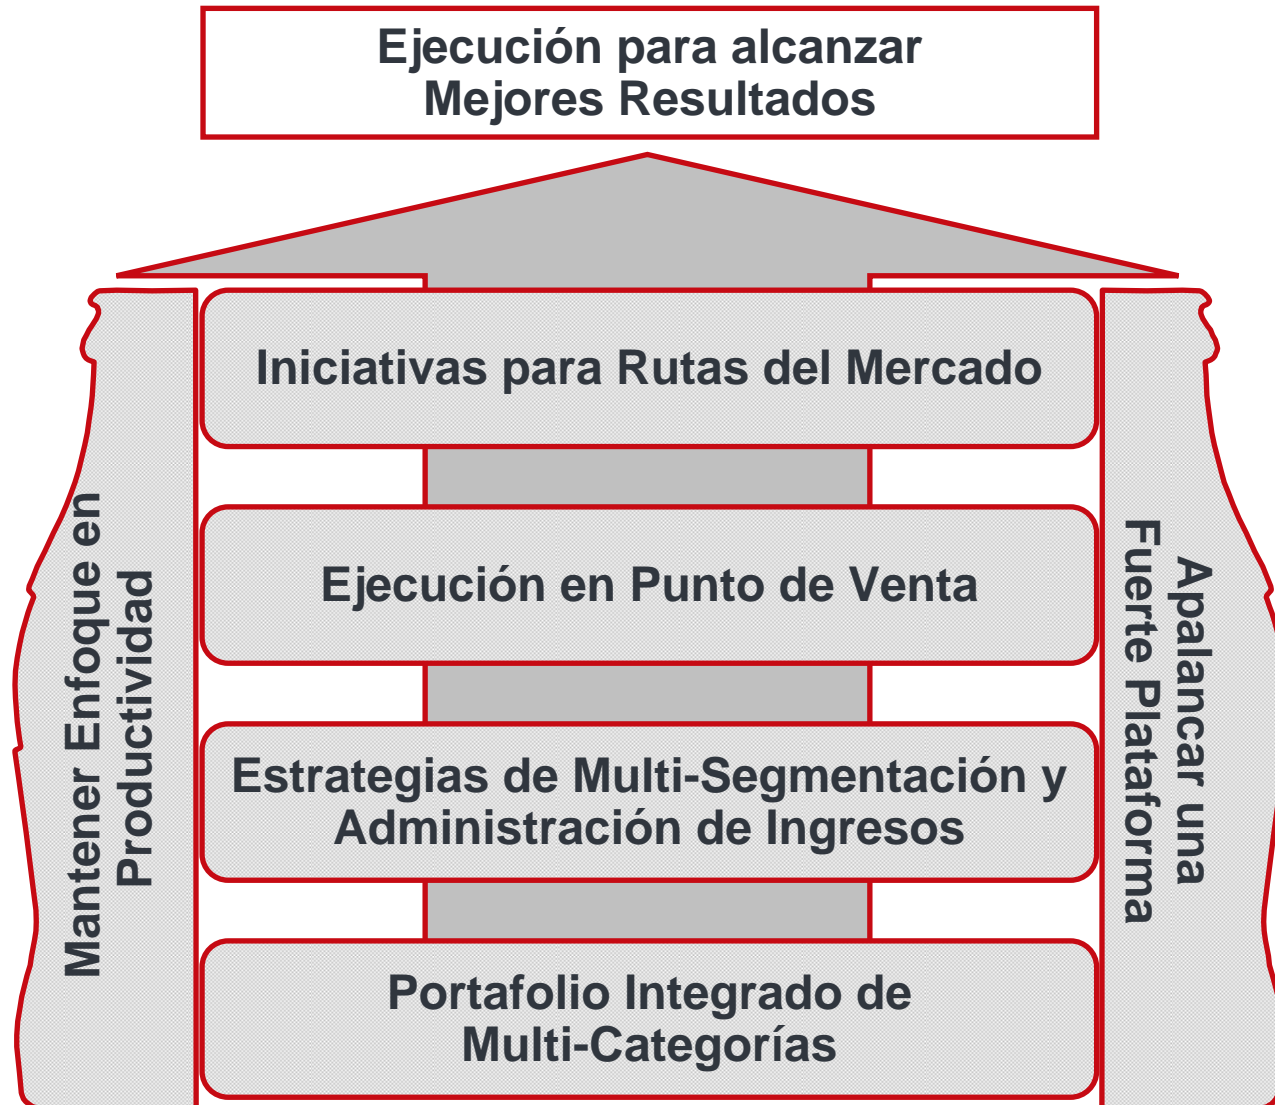 Ejecución para alcanzar
Mejores Resultados
Iniciativas para Rutas del Mercado
Ejecución en Punto de Venta
Estrategias de Multi-Segmentación y
Administración de Ingresos
Portafolio Integrado de
Multi-Categorías
Mantener Enfoque en
Productividad
Apalancar una
Fuerte Plataforma